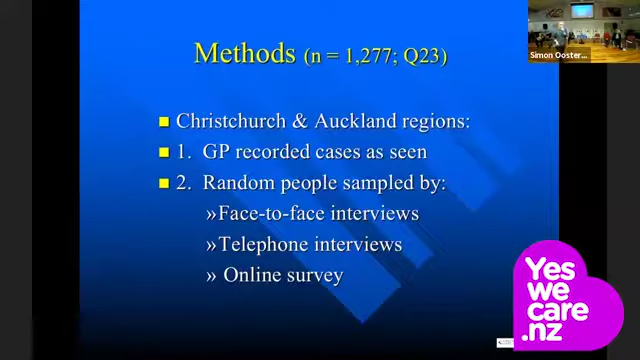 Methods (n = 1,277; Q23)
Simon Ooster...
Christchurch & Auckland regions:
1. GP recorded cases as seen
2. Random people sampled by:
»Face-to-face interviews
»Telephone interviews
» Online survey
Yes
we
care
.nz